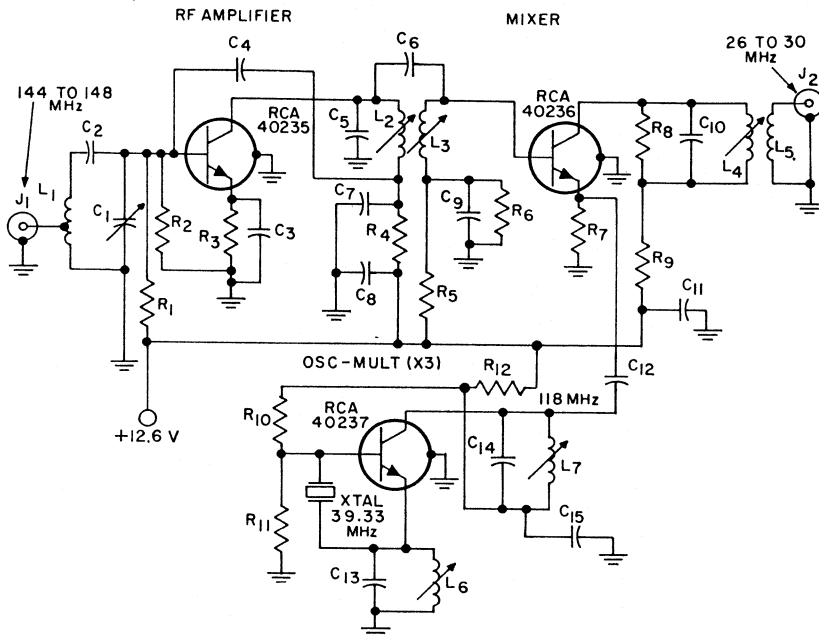 RF AMPLIFIER
MIXER
C4
C6
26 TO 30
MHz
J2
144 TO 148
MHz
C2
RCA
40235
C5
L2
L3
RCA
40236
R8
C10
L4
L5
L1
J1
C1
R2
R3
C3
C7
R4
C9
R6
R7
R9
C8
R5
C11
R1
OSC-MULT (X3)
R12
C12
+12.6 V
R10
RCA
40237
118 MHz
C14
L7
R11
XTAL
39.33
MHz
C15
C13
L6